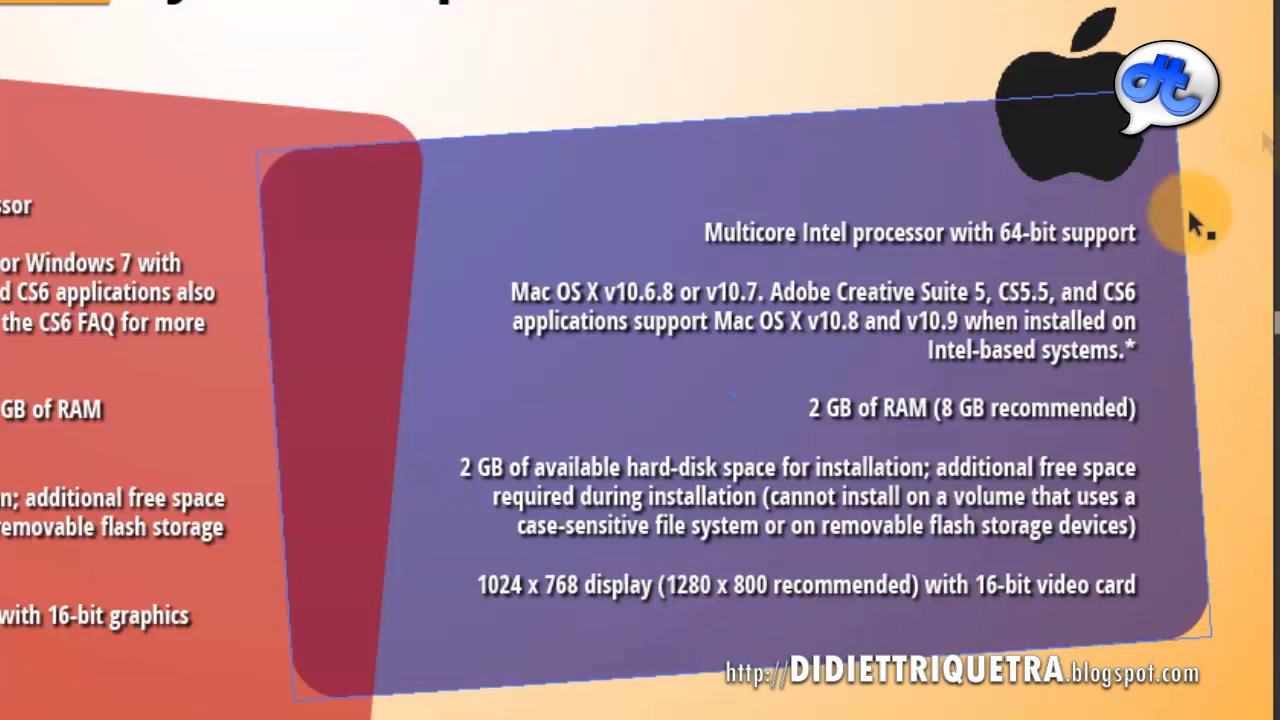 ssor
or Windows 7 with
d CS6 applications also
the CS6 FAQ for more
GB of RAM
n; additional free space
removable flash storage
with 16-bit graphics
dt
Multicore Intel processor with 64-bit support
Mac OS X v10.6.8 or v10.7. Adobe Creative Suite 5, CS5.5, and CS6
applications support Mac OS X v10.8 and v10.9 when installed on
Intel-based systems.*
2 GB of RAM (8 GB recommended)
2 GB of available hard-disk space for installation; additional free space
required during installation (cannot install on a volume that uses a
case-sensitive file system or on removable flash storage devices)
1024 x 768 display (1280 x 800 recommended) with 16-bit video card
http://DIDIETTRIQUETRA.blogspot.com